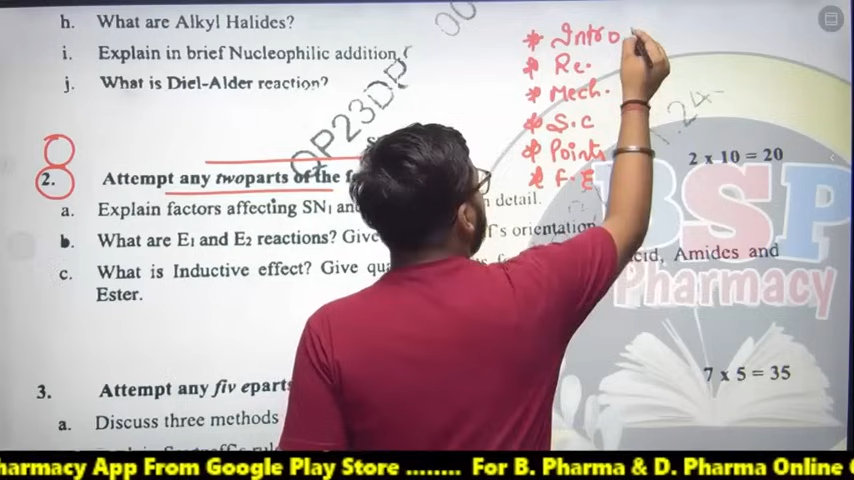 h. What are Alkyl Halides?
i. Explain in brief Nucleophilic addition
j. What is Diel-Alder reaction?
* Intro
* Re.
* Mech.
* S.C
* Points
* F.E
QP23DP
2. Attempt any twoparts of the
2 x 10 = 20
a. Explain factors affecting SN1 and detail.
b. What are E1 and E2 reactions? Give f's orientation
c. What is Inductive effect? Give acid, Amides and
Ester.
BSP
Pharmacy
3. Attempt any fiv eparts
7 x 5 = 35
a. Discuss three methods
harmacy App From Google Play Store ........ For B. Pharma & D. Pharma Online